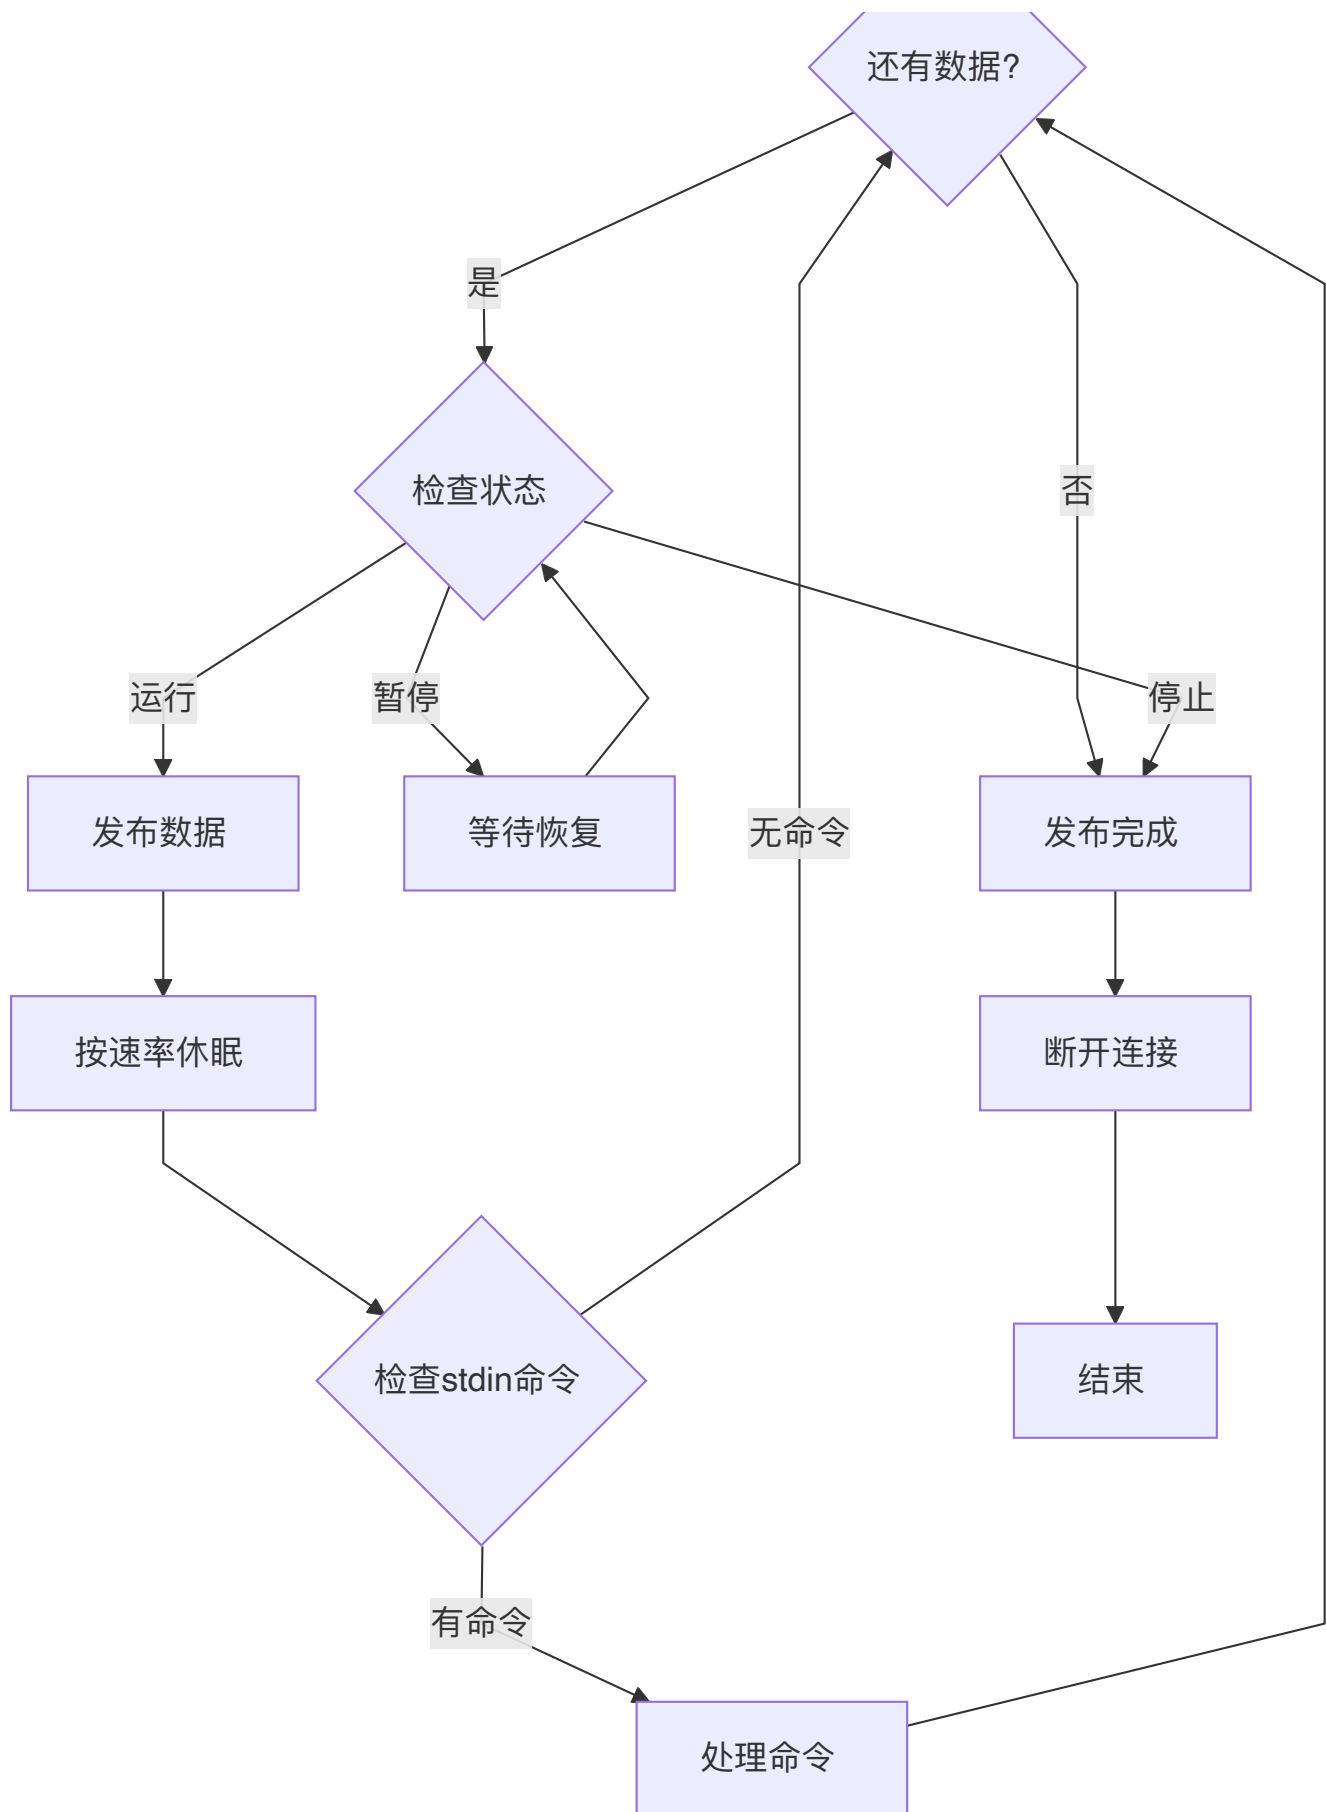 还有数据?
是
检查状态
否
运行
暂停
停止
发布数据
等待恢复
无命令
发布完成
按速率休眠
断开连接
检查stdin命令
结束
有命令
处理命令